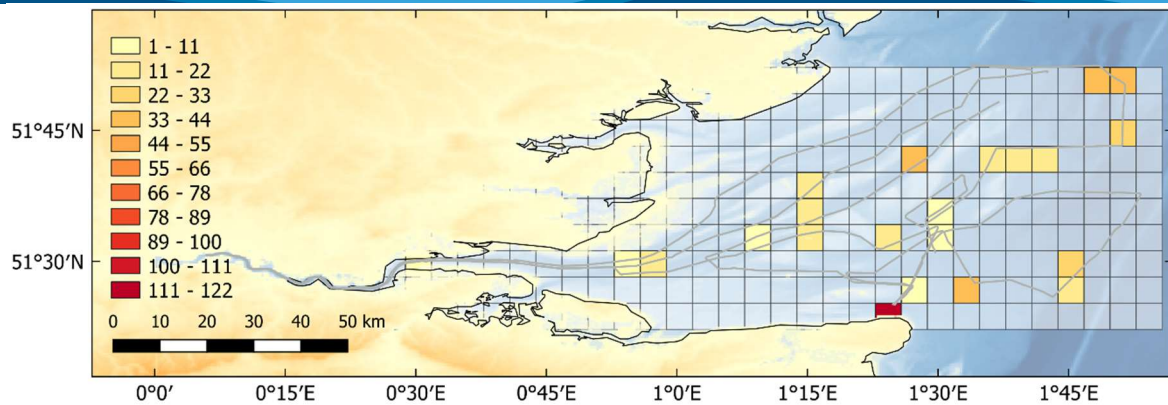 1 - 11
11 - 22
22 - 33
33 - 44
44 - 55
55 - 66
66 - 78
78 - 89
89 - 100
100 - 111
111 - 122
0 10 20 30 40 50 km
51°45'N
51°30'N
0°0′ 0°15′E 0°30′E 0°45′E 1°0′E 1°15′E 1°30′E 1°45′E